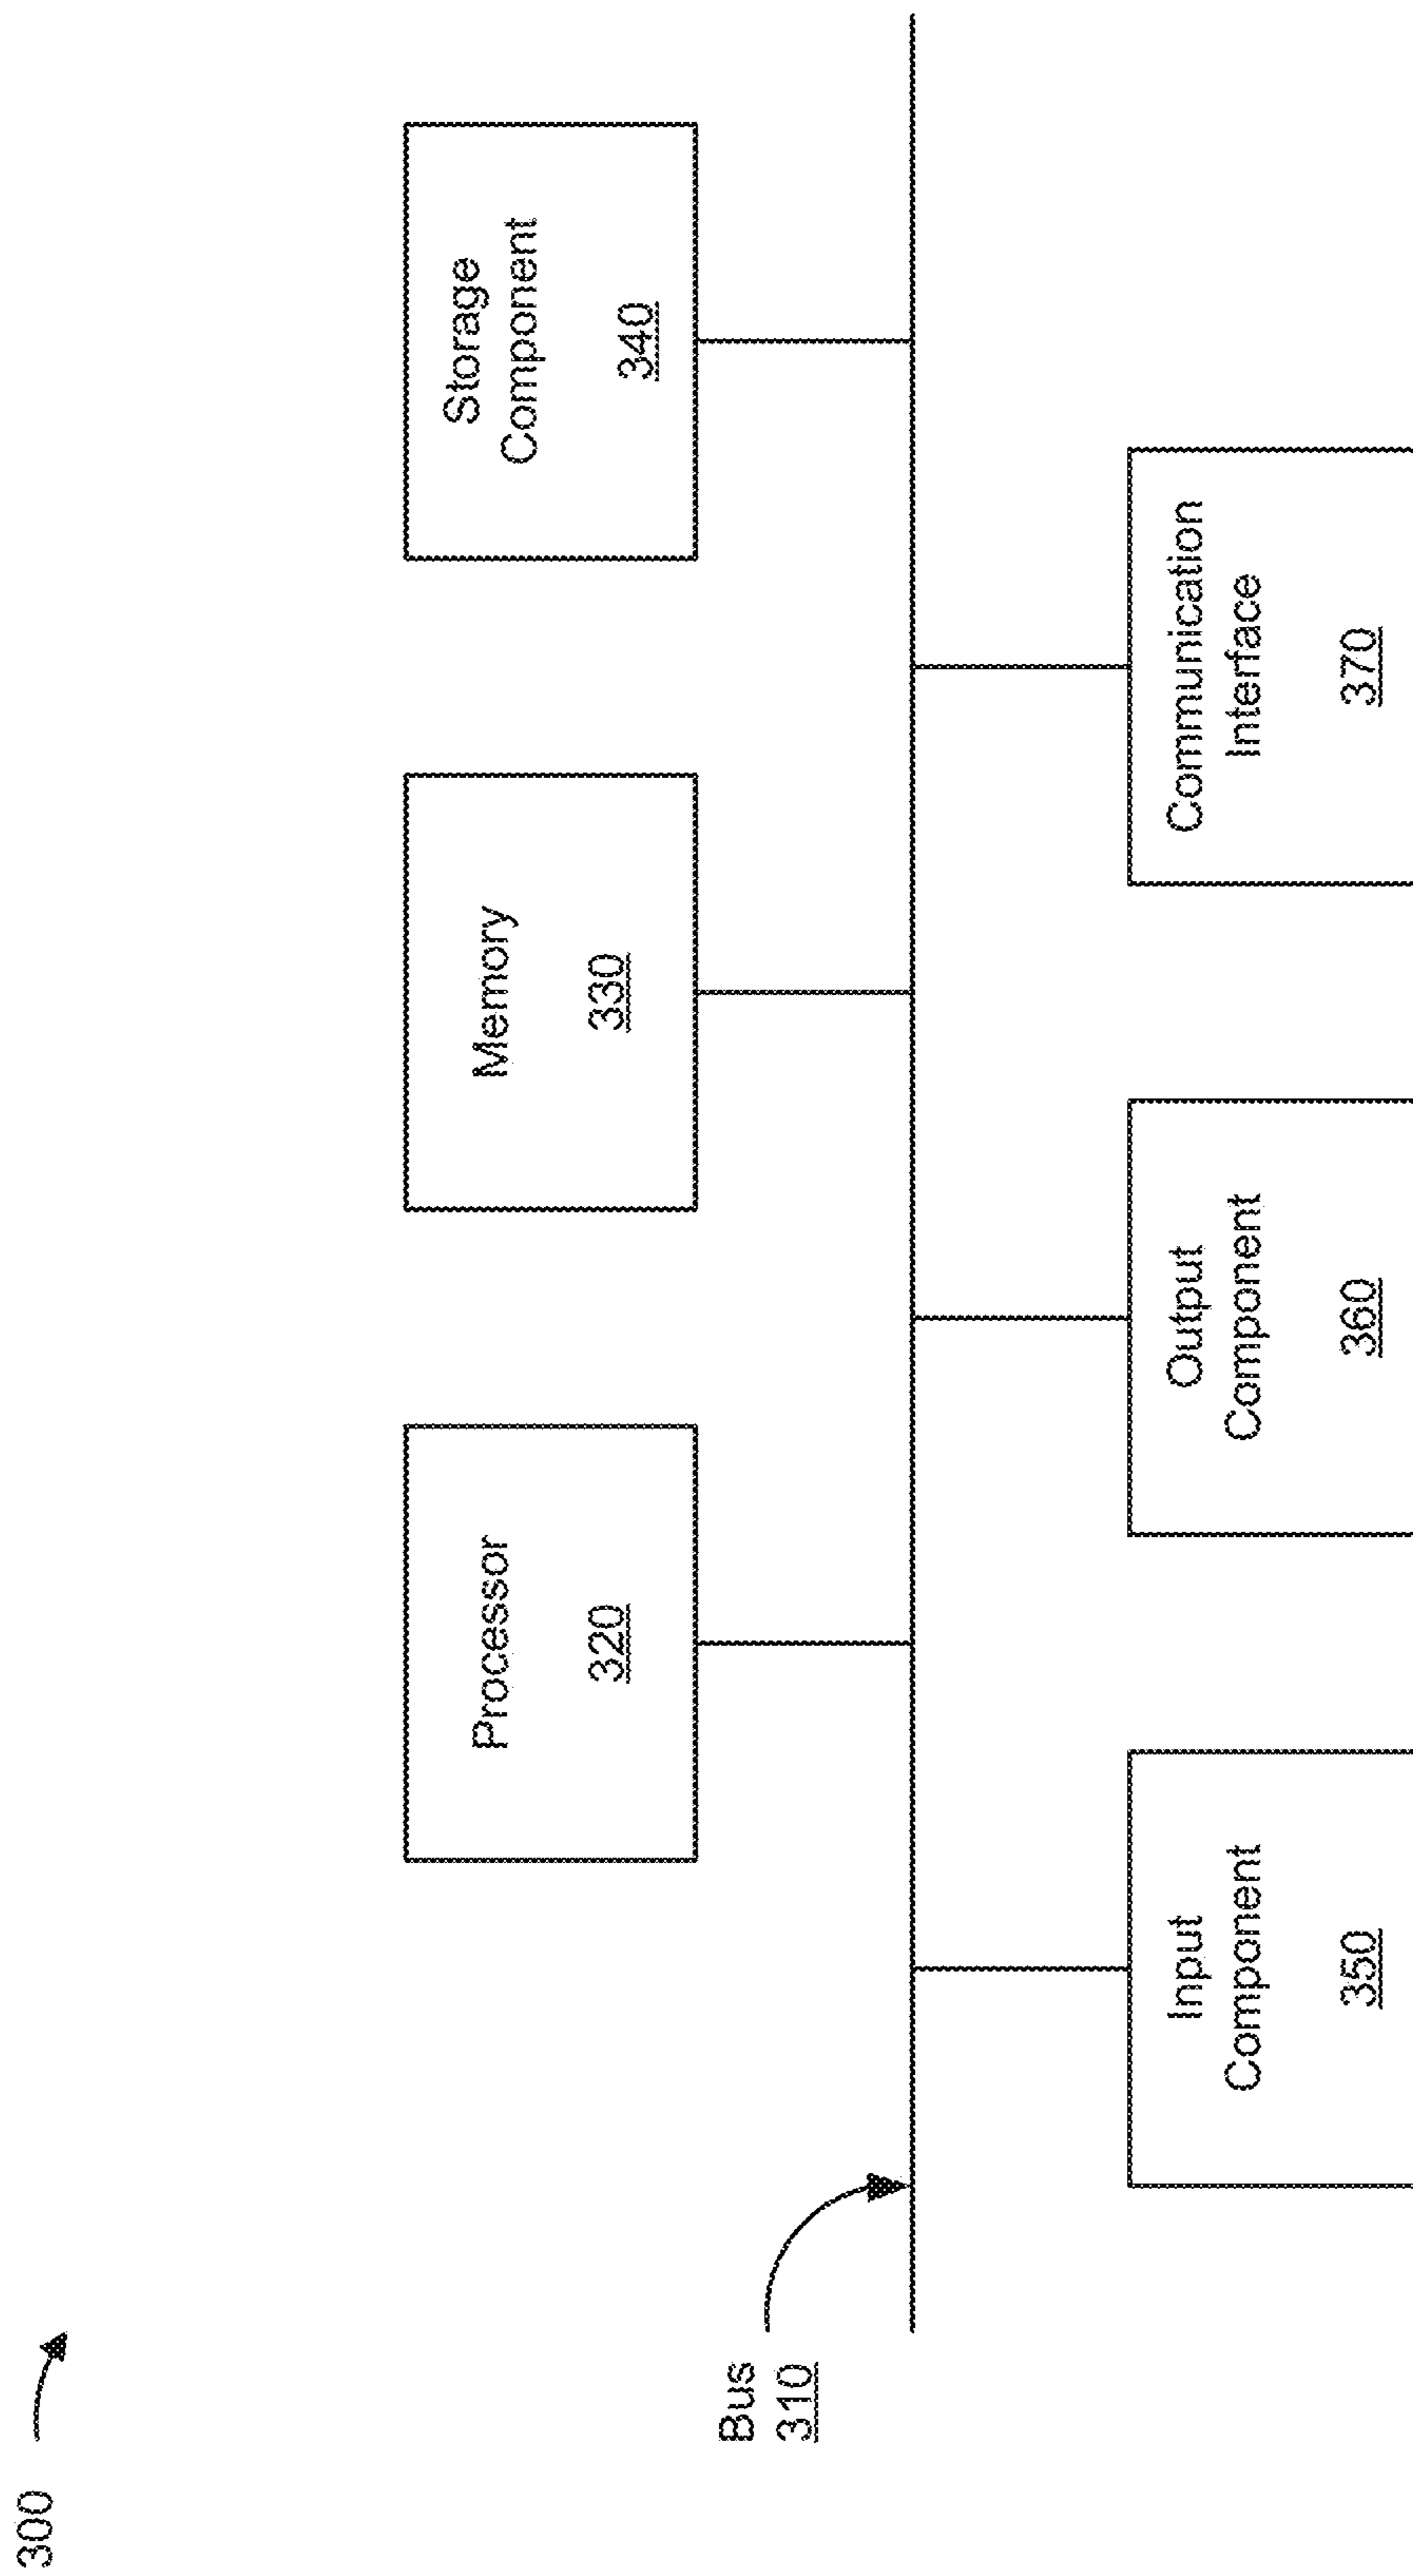 300
Processor
320
Memory
330
Storage
Component
340
Bus
310
Input
Component
350
Output
Component
360
Communication
Interface
370